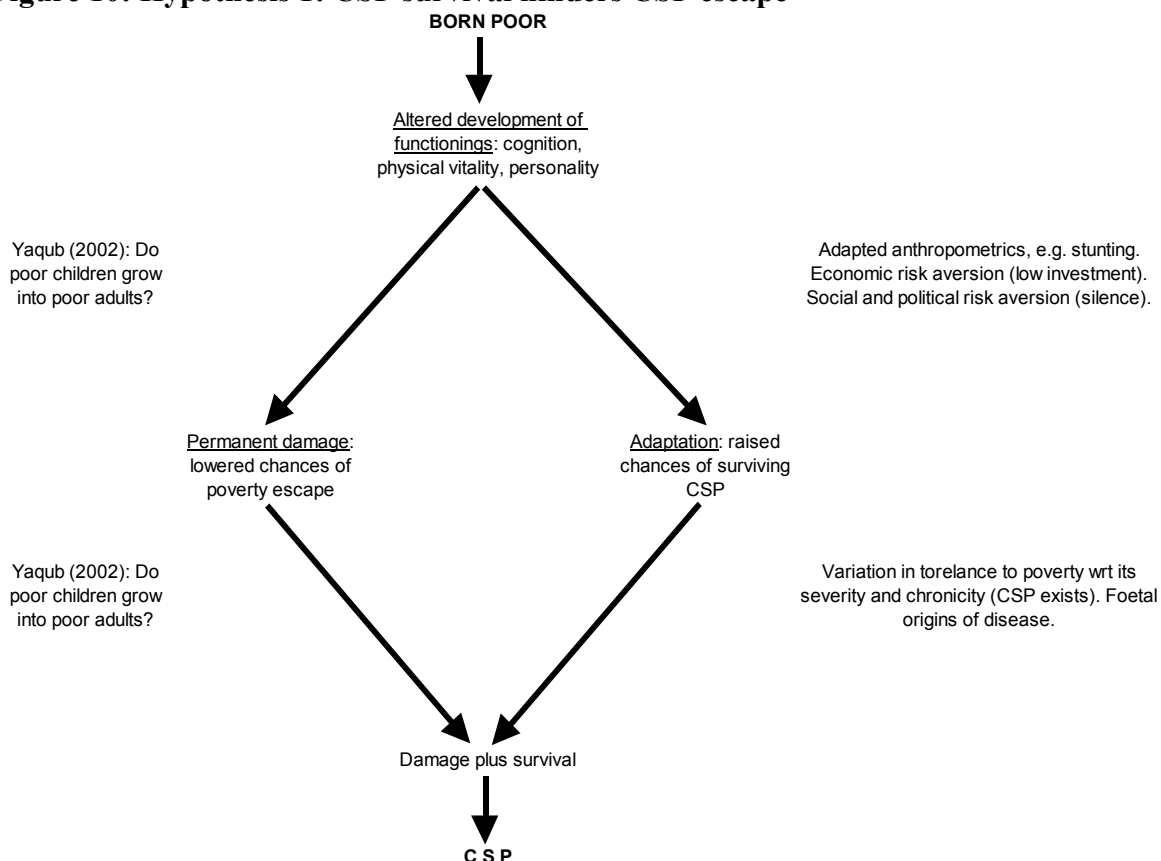 Figure 10: Hypothesis 1: CSP survival hinders CSP escape
BORN POOR
Altered development of
functionings: cognition,
physical vitality, personality
Yaqub (2002): Do
poor children grow
into poor adults?
Adapted anthropometrics, e.g. stunting.
Economic risk aversion (low investment).
Social and political risk aversion (silence).
Permanent damage:
lowered chances of
poverty escape
Adaptation: raised
chances of surviving
CSP
Yaqub (2002): Do
poor children grow
into poor adults?
Variation in torelance to poverty wrt its
severity and chronicity (CSP exists). Foetal
origins of disease.
Damage plus survival
C S P